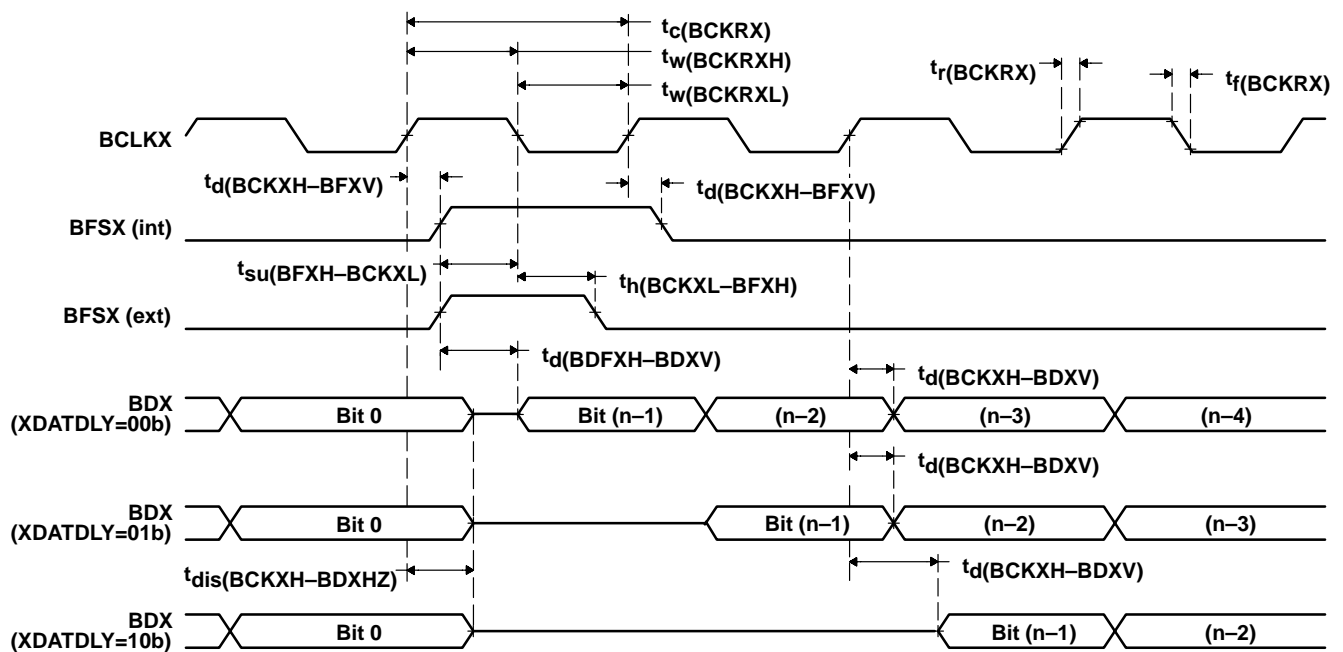 tc(BCKRX)
tw(BCKRXH)
tr(BCKRX)
tf(BCKRX)
tw(BCKRXL)
BCLKX
td(BCKXH–BFXV)
td(BCKXH–BFXV)
BFSX (int)
tsu(BFXH–BCKXL)
th(BCKXL–BFXH)
BFSX (ext)
td(BDFXH–BDXV)
td(BCKXH–BDXV)
BDX
(XDATDLY=00b)
Bit 0
Bit (n–1)
(n–2)
(n–3)
(n–4)
td(BCKXH–BDXV)
BDX
(XDATDLY=01b)
Bit 0
Bit (n–1)
(n–2)
(n–3)
tdis(BCKXH–BDXHZ)
td(BCKXH–BDXV)
BDX
(XDATDLY=10b)
Bit 0
Bit (n–1)
(n–2)